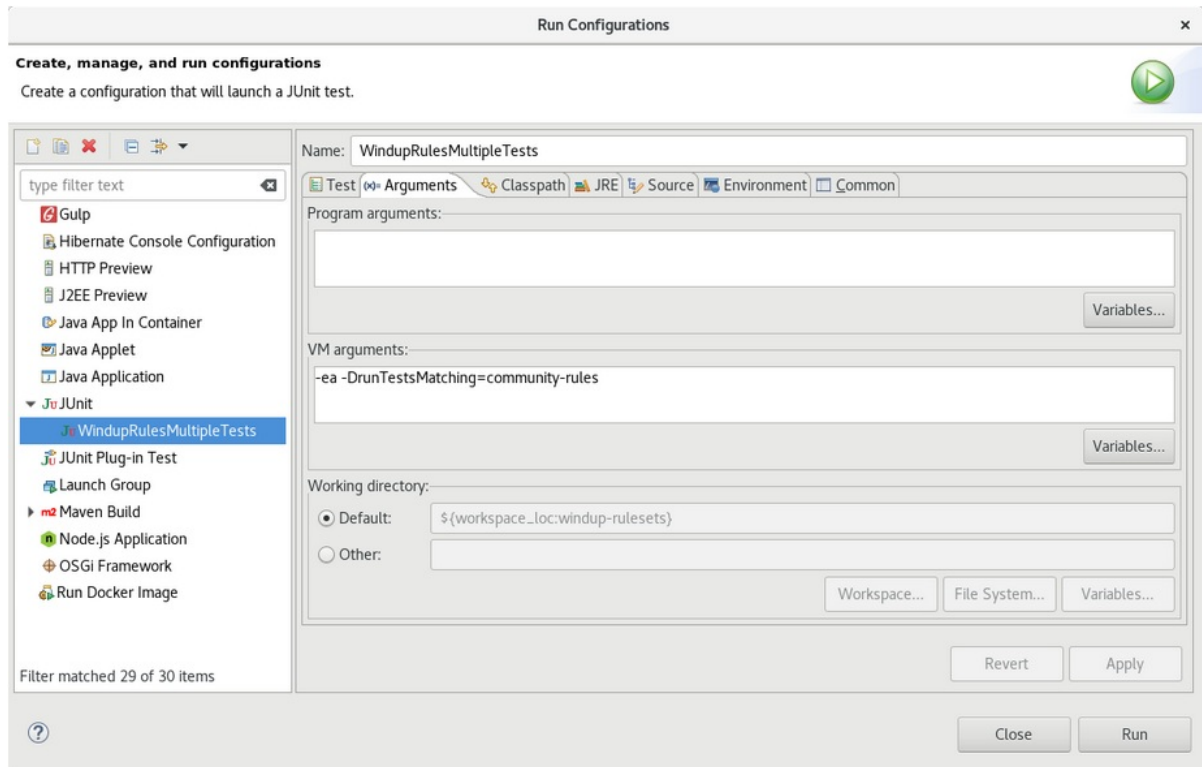 Run Configurations
×
Create, manage, and run configurations
Create a configuration that will launch a JUnit test.
Name: WindupRulesMultipleTests
type filter text
Test (x)= Arguments Classpath JRE Source Environment Common
Gulp
Hibernate Console Configuration
HTTP Preview
J2EE Preview
Java App In Container
Java Applet
Java Application
Ju JUnit
Ju WindupRulesMultipleTests
Jü JUnit Plug-in Test
Launch Group
m2 Maven Build
Node.js Application
OSGi Framework
Run Docker Image
Filter matched 29 of 30 items
Program arguments:
Variables...
VM arguments:
-ea -DrunTestsMatching=community-rules
Variables...
Working directory:
Default: ${workspace_loc:windup-rulesets}
Other:
Workspace... File System... Variables...
Revert Apply
? Close Run